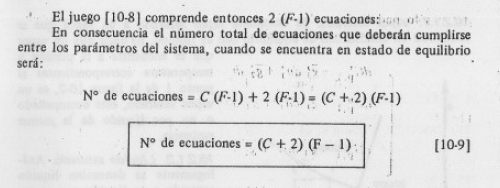 El juego [10-8] comprende entonces 2 (F-1) ecuaciones:
En consecuencia el número total de ecuaciones que deberán cumplirse
entre los parámetros del sistema, cuando se encuentra en estado de equilibrio
será:
N° de ecuaciones = C (F-1) + 2 (F-1) = (C + 2) (F-1)
N° de ecuaciones = (C + 2) (F – 1) [10-9]